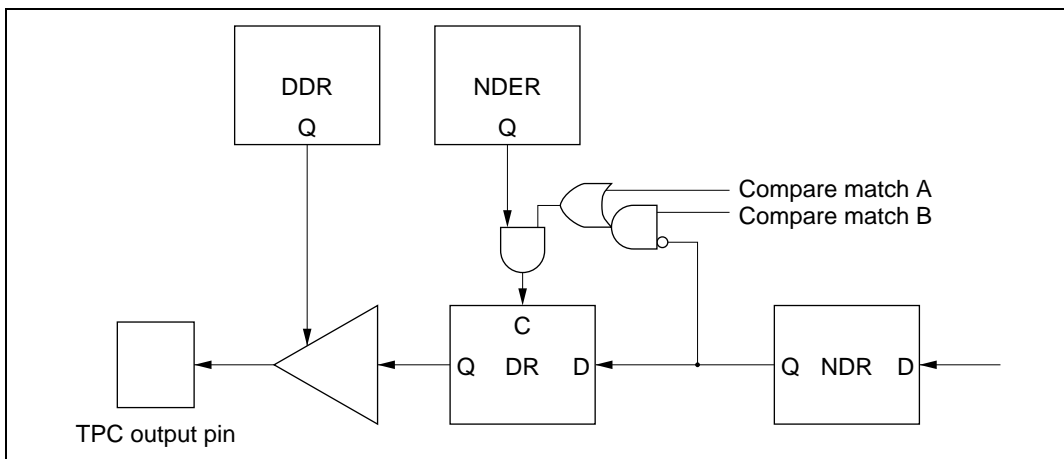 DDR
Q
NDER
Q
Compare match A
Compare match B
C
Q DR D
Q NDR D
TPC output pin